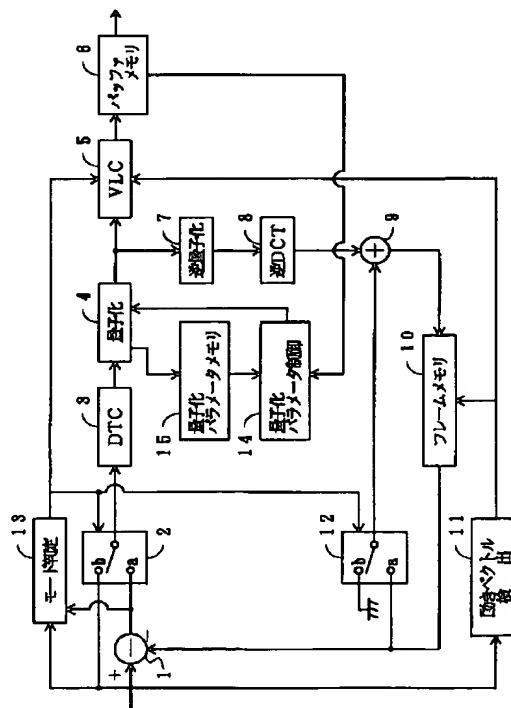 13
モード判定
+
−
1
b
a
2
DTC
3
量子化
4
VLC
5
バッファ
メモリ
6
逆量子化
7
逆DCT
8
+
9
量子化
パラメータメモリ
15
量子化
パラメータ制御
14
フレームメモリ
10
b
a
12
動きベクトル
検 出
11